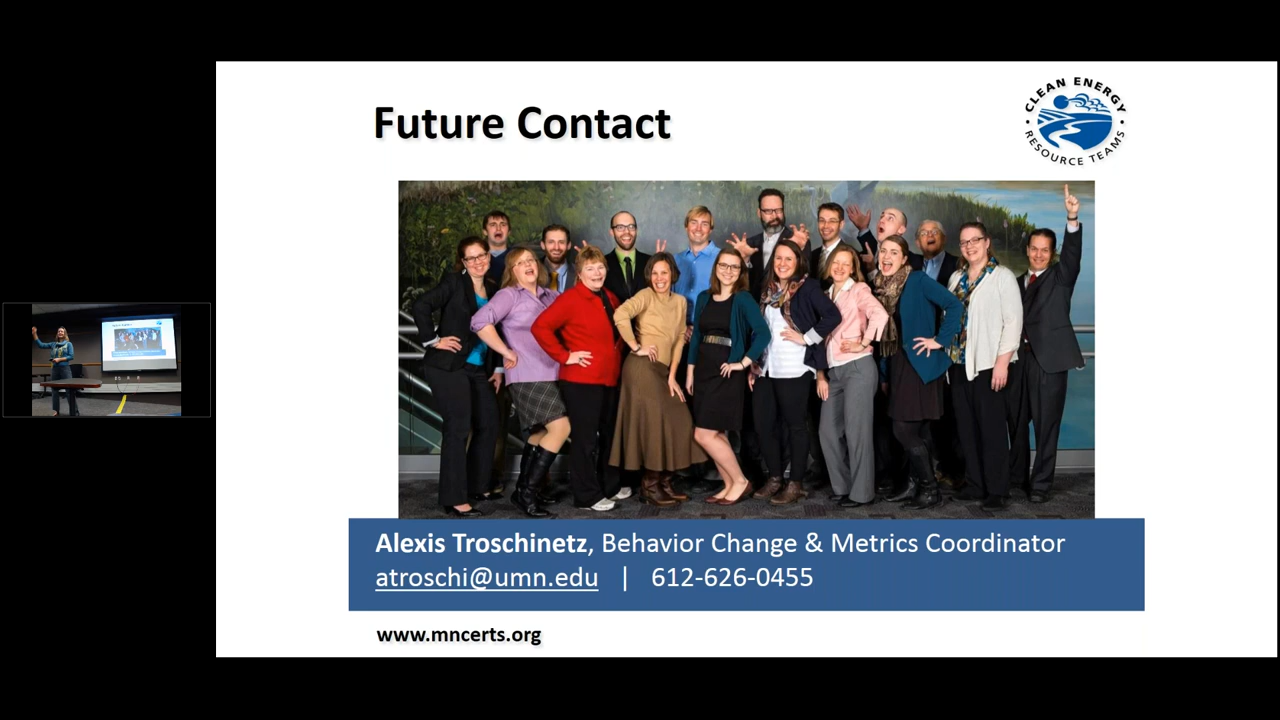 Future Contact
CLEAN ENERGY
RESOURCE TEAMS
Alexis Troschinetz, Behavior Change & Metrics Coordinator
atroschi@umn.edu | 612-626-0455
www.mncerts.org